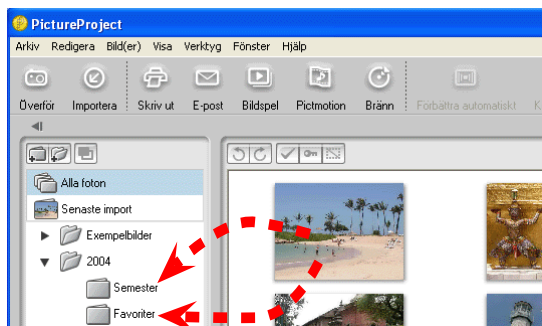 PictureProject
Arkiv Redigera Bild(er) Visa Verktyg Fönster Hjälp
Överför Importera Skriv ut E-post Bildspel Pictmotion Bränn Förbättra automatiskt K
Alla foton
Senaste import
Exempelbilder
2004
Semester
Favoriter